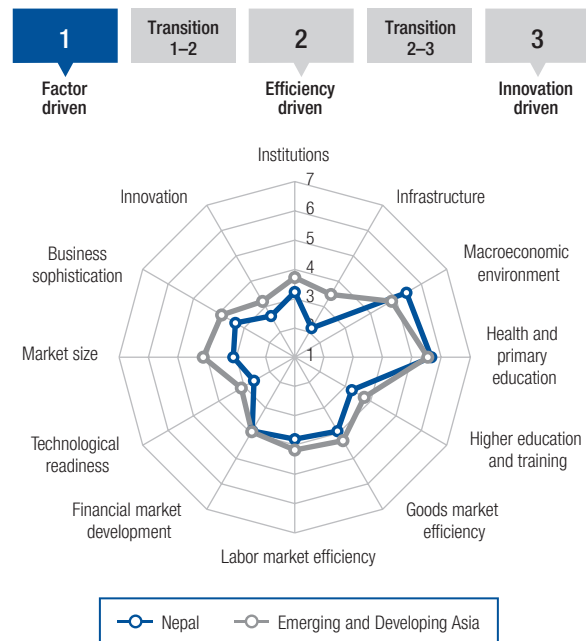 1
Transition
1–2
2
Transition
2–3
3
Factor
driven
Efficiency
driven
Innovation
driven
Institutions
Infrastructure
Macroeconomic
environment
Health and
primary
education
Higher education
and training
Goods market
efficiency
Labor market efficiency
Financial market
development
Technological
readiness
Market size
Business
sophistication
Innovation
7
6
5
4
3
2
1
Nepal
Emerging and Developing Asia